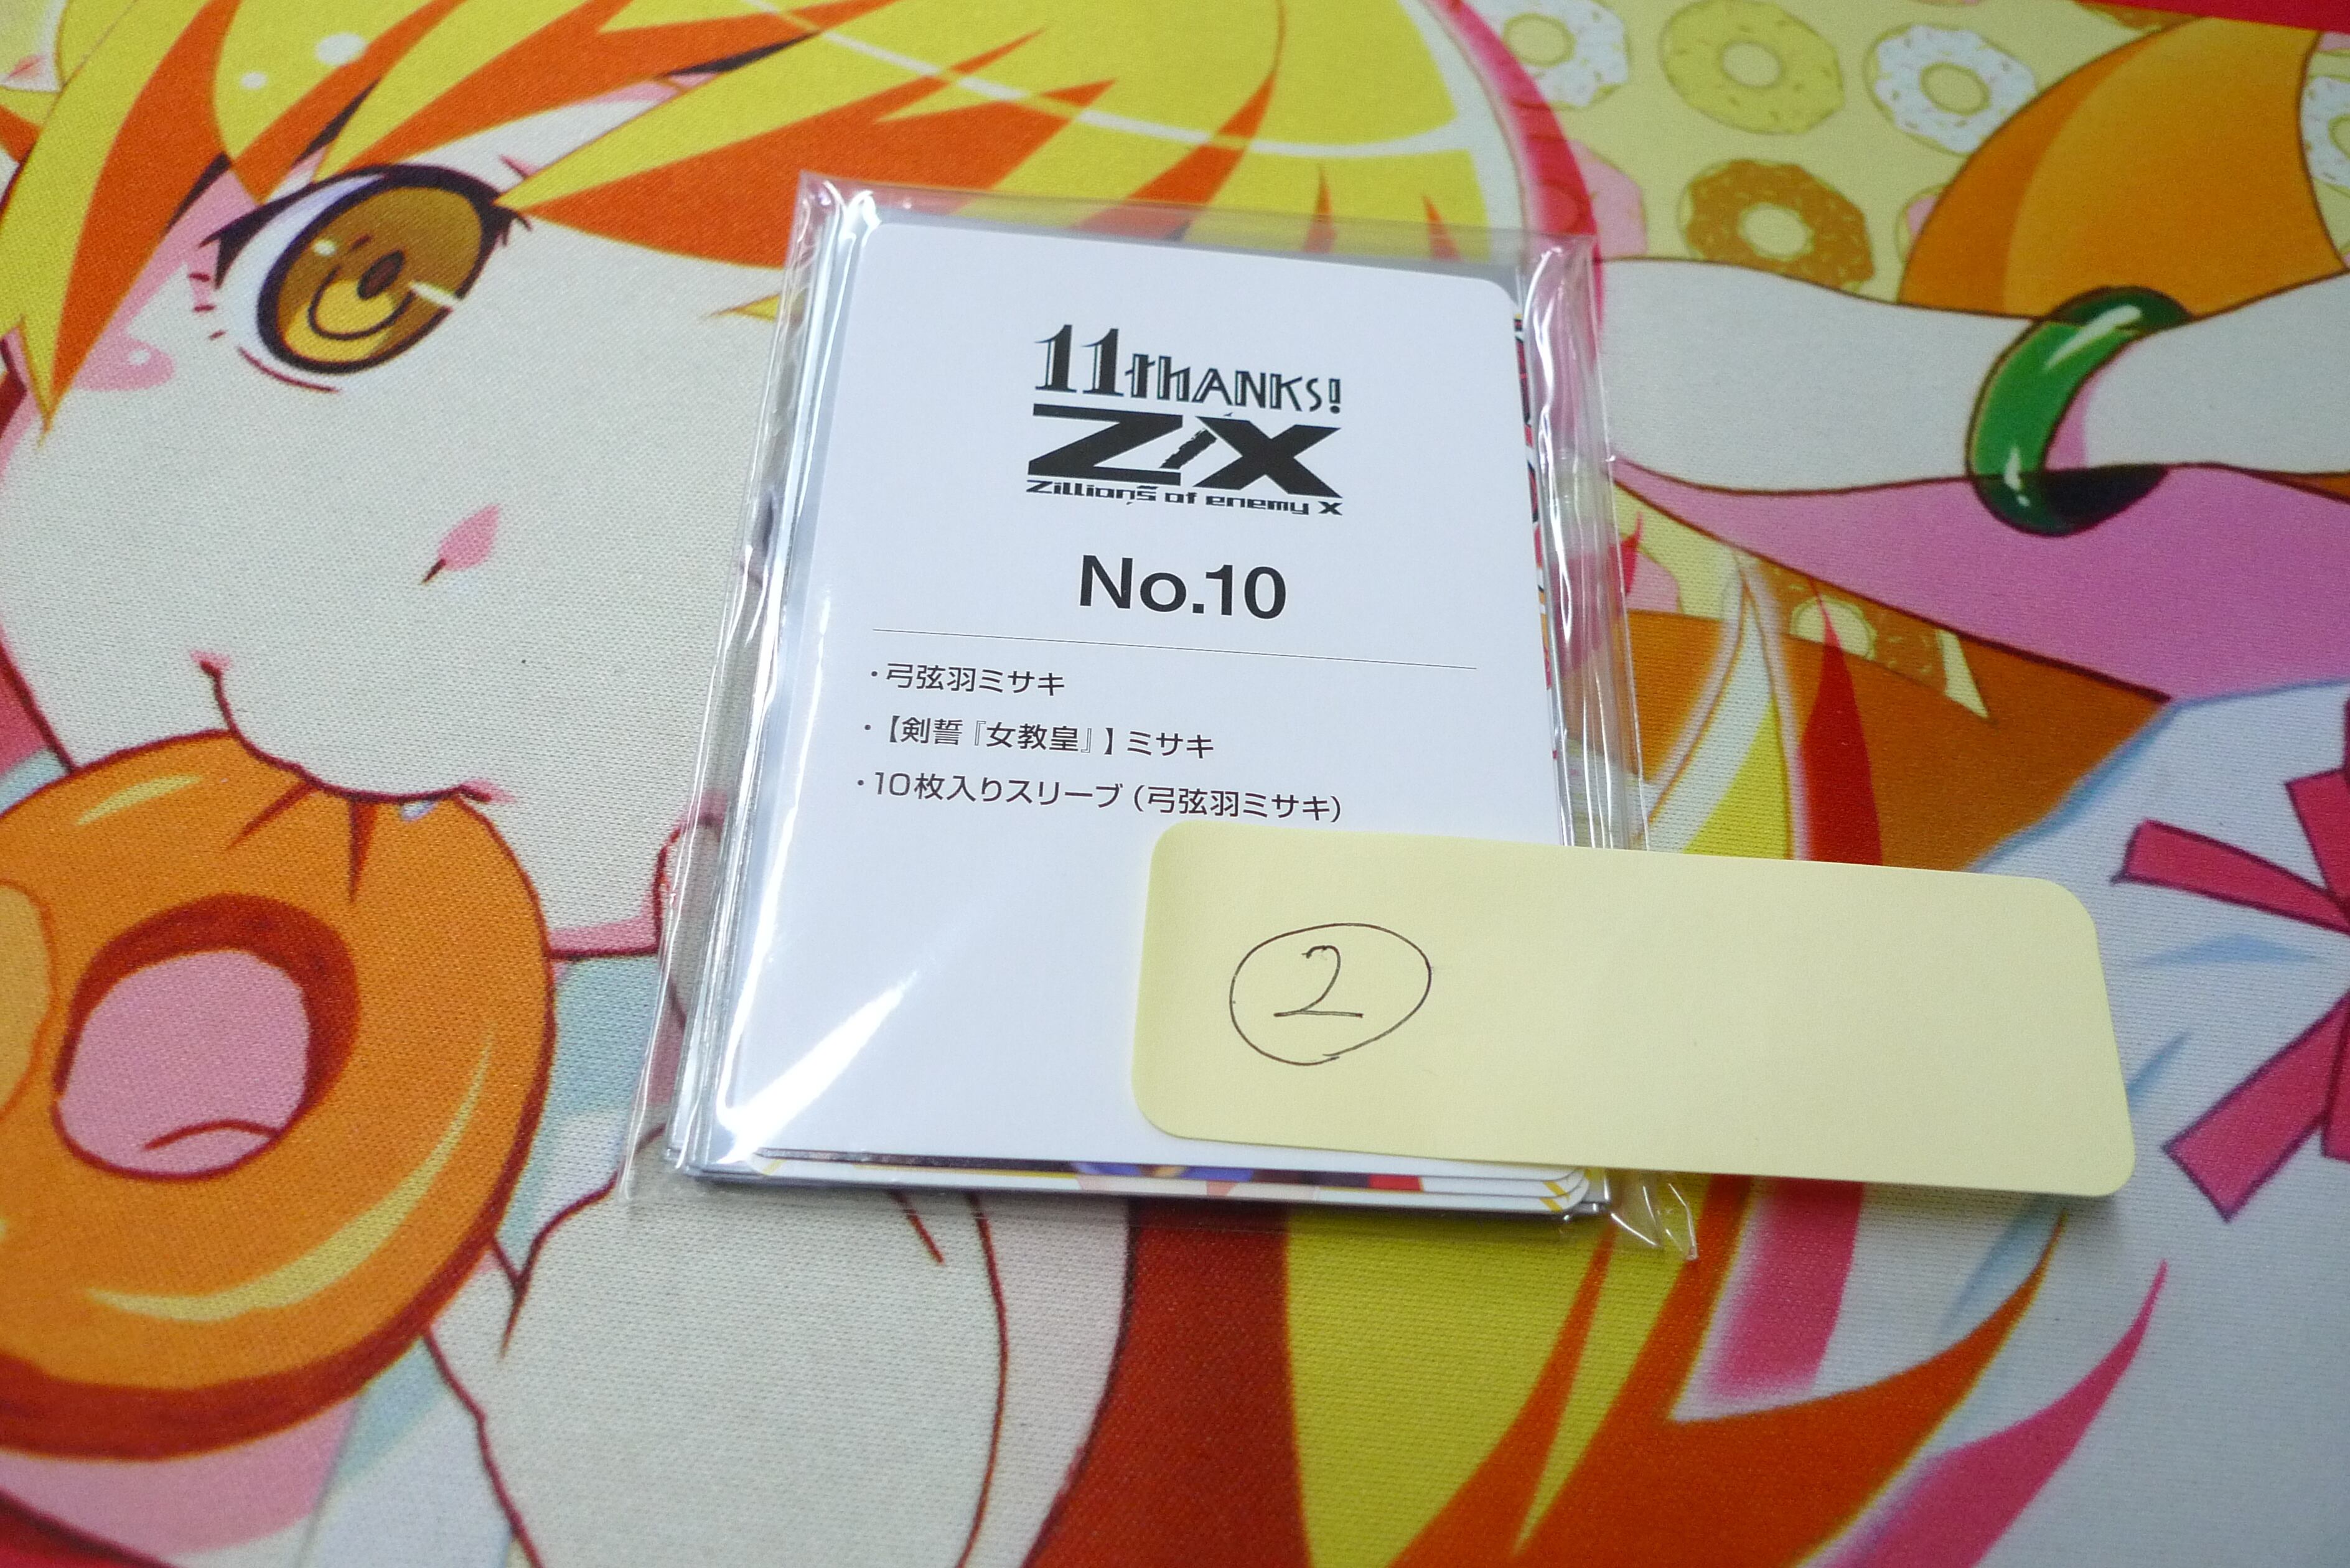 11thANKS!
Z/X
Zillions of enemy X
No.10
・弓弦羽ミサキ
・【剣誓『女教皇』】ミサキ
・10枚入りスリーブ(弓弦羽ミサキ)
②